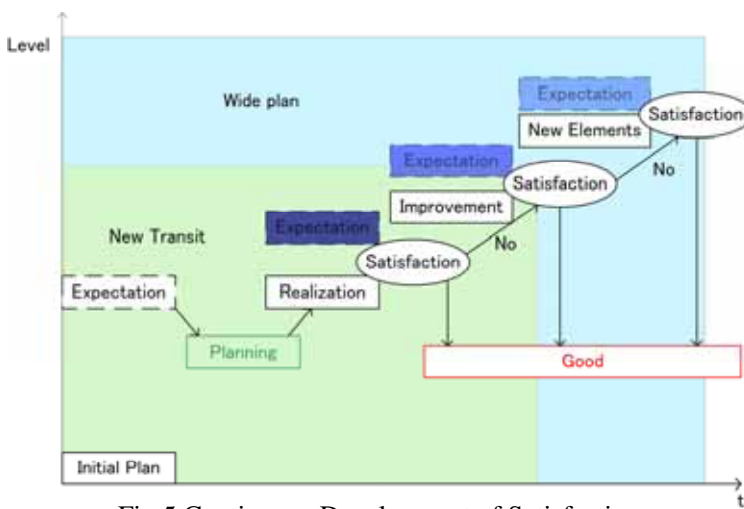 Level
Wide plan
Expectation
New Elements
Satisfaction
No
Expectation
Improvement
Satisfaction
No
New Transit
Expectation
Realization
Satisfaction
Expectation
Planning
Good
Initial Plan
t